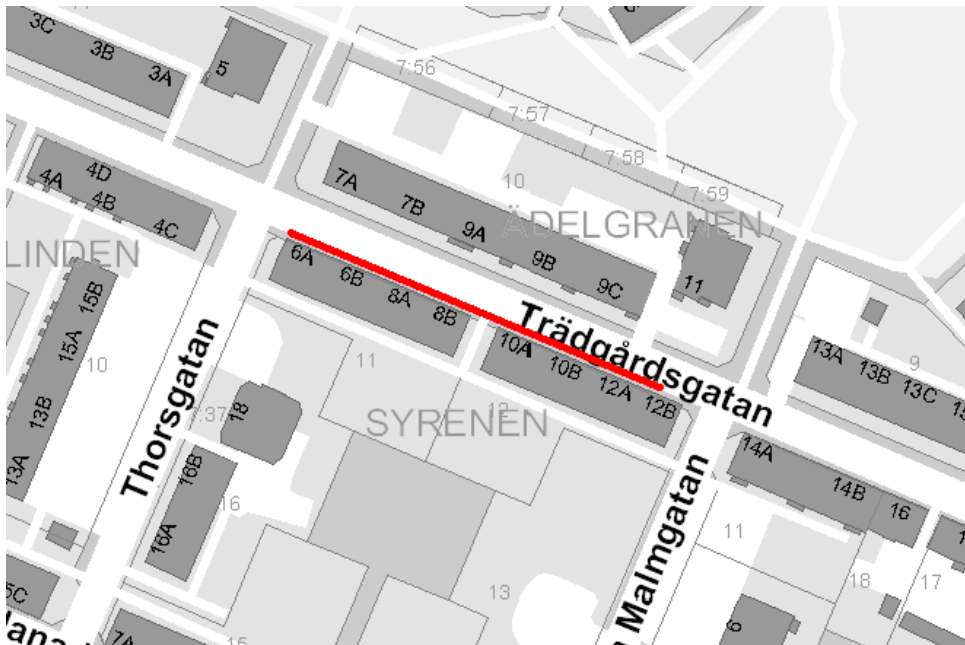 3C
3B
3A
5
7:56
7:57
7:58
7:59
4D
4A
4B
4C
7A
7B
9A
9B
9C
10
ÄDELGRANEN
11
LINDEN
6A
6B
8A
8B
Trädgårdsgatan
10A
10B
12A
12B
15B
15A
13B
13A
10
Thorsgatan
11
12
SYRENEN
18
16B
16A
16
13A
13B
13C
9
14A
14B
16
Malmgatan
11
18
17
13
15
5C
7A